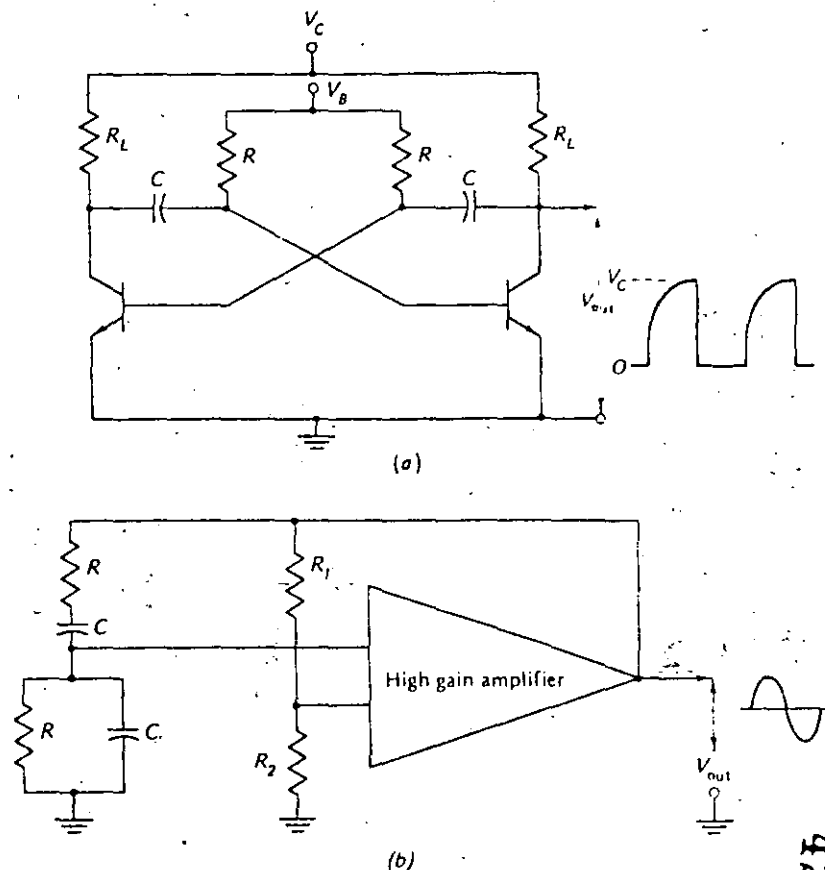 V_C
V_B
R_L
R
R
R_L
C
C
V_C
V_out
O
(a)
R
R_1
C
High gain amplifier
R
C
R_2
V_out
(b)